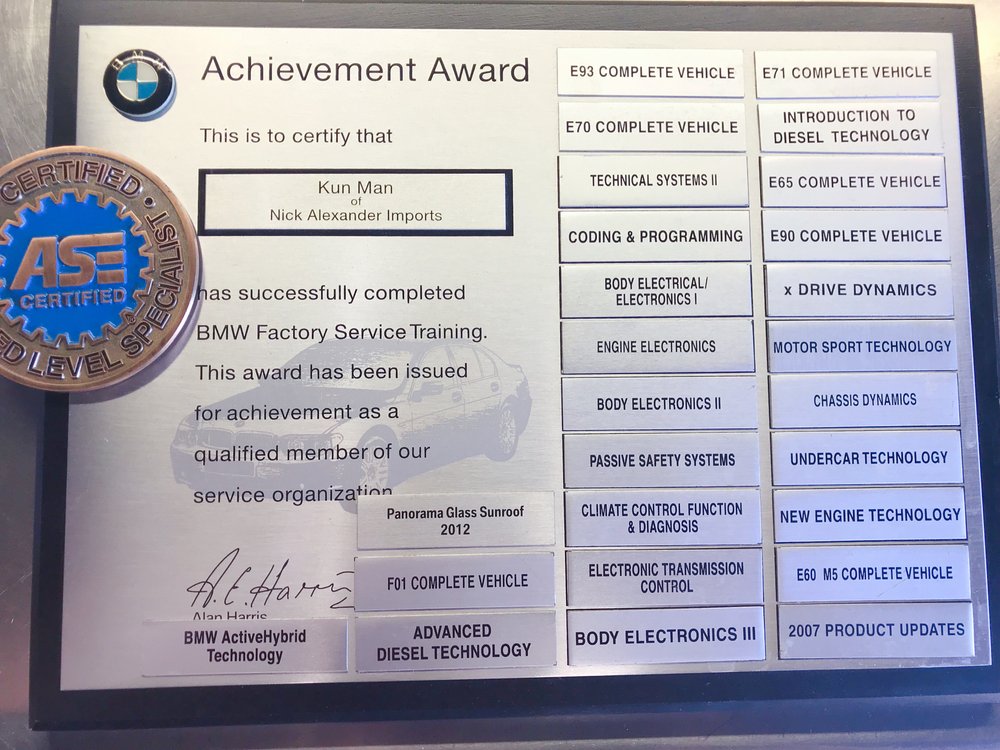 BMW
Achievement Award
This is to certify that
Kun Man
of
Nick Alexander Imports
has successfully completed
BMW Factory Service Training.
This award has been issued
for achievement as a
qualified member of our
service organization
A.E. Harris
Alan Harris
CERTIFIED •
ASE
CERTIFIED
ED LEVEL SPECIALIST •
Panorama Glass Sunroof
2012
F01 COMPLETE VEHICLE
BMW ActiveHybrid
Technology
ADVANCED
DIESEL TECHNOLOGY
E93 COMPLETE VEHICLE
E70 COMPLETE VEHICLE
TECHNICAL SYSTEMS II
CODING & PROGRAMMING
BODY ELECTRICAL/
ELECTRONICS I
ENGINE ELECTRONICS
BODY ELECTRONICS II
PASSIVE SAFETY SYSTEMS
CLIMATE CONTROL FUNCTION
& DIAGNOSIS
ELECTRONIC TRANSMISSION
CONTROL
BODY ELECTRONICS III
E71 COMPLETE VEHICLE
INTRODUCTION TO
DIESEL TECHNOLOGY
E65 COMPLETE VEHICLE
E90 COMPLETE VEHICLE
x DRIVE DYNAMICS
MOTOR SPORT TECHNOLOGY
CHASSIS DYNAMICS
UNDERCAR TECHNOLOGY
NEW ENGINE TECHNOLOGY
E60 M5 COMPLETE VEHICLE
2007 PRODUCT UPDATES